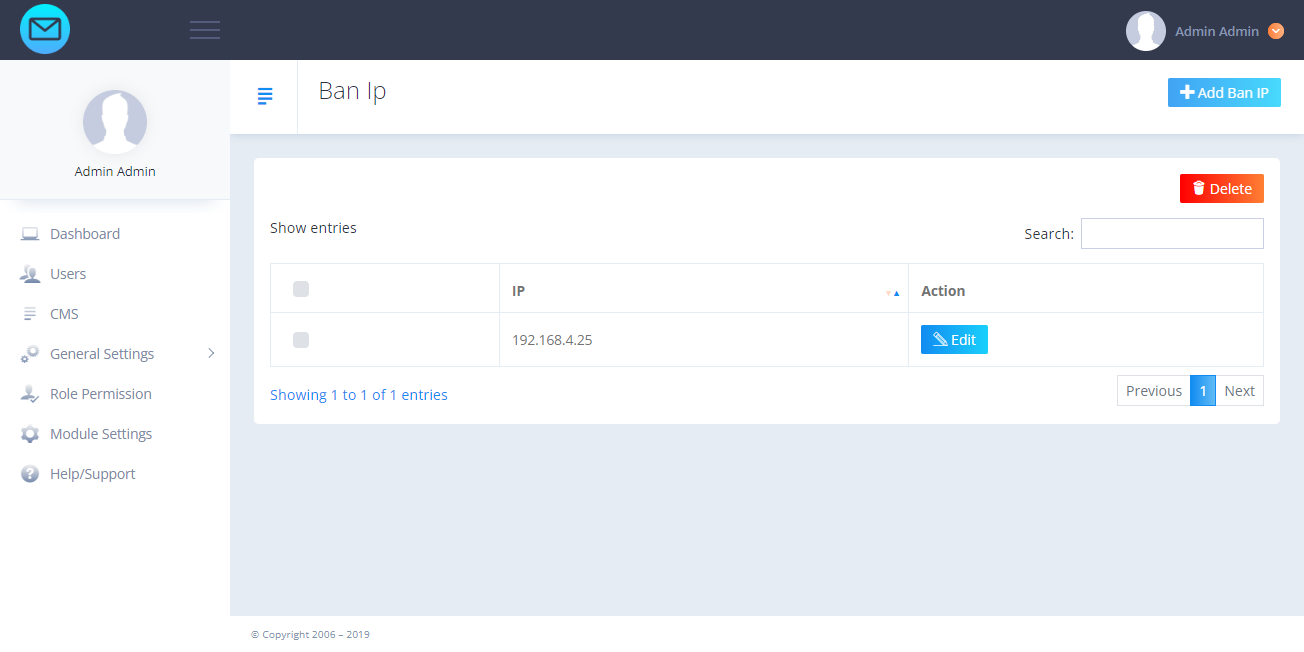 Admin Admin
Admin Admin
Dashboard
Users
CMS
General Settings
Role Permission
Module Settings
Help/Support
Ban Ip
Add Ban IP
Delete
Show entries
Search:
IP Action
192.168.4.25 Edit
Showing 1 to 1 of 1 entries
Previous 1 Next
© Copyright 2006 – 2019